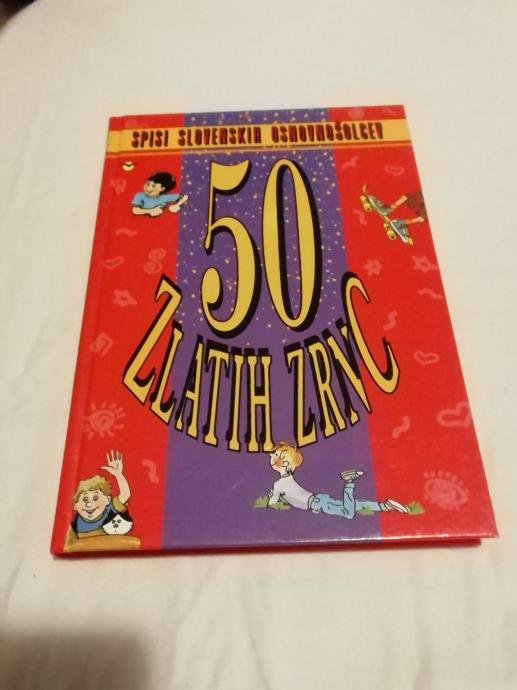 SPISI SLOVENSKIH OSNOVNOŠOLCEV
50
ZLATIH ZRNC